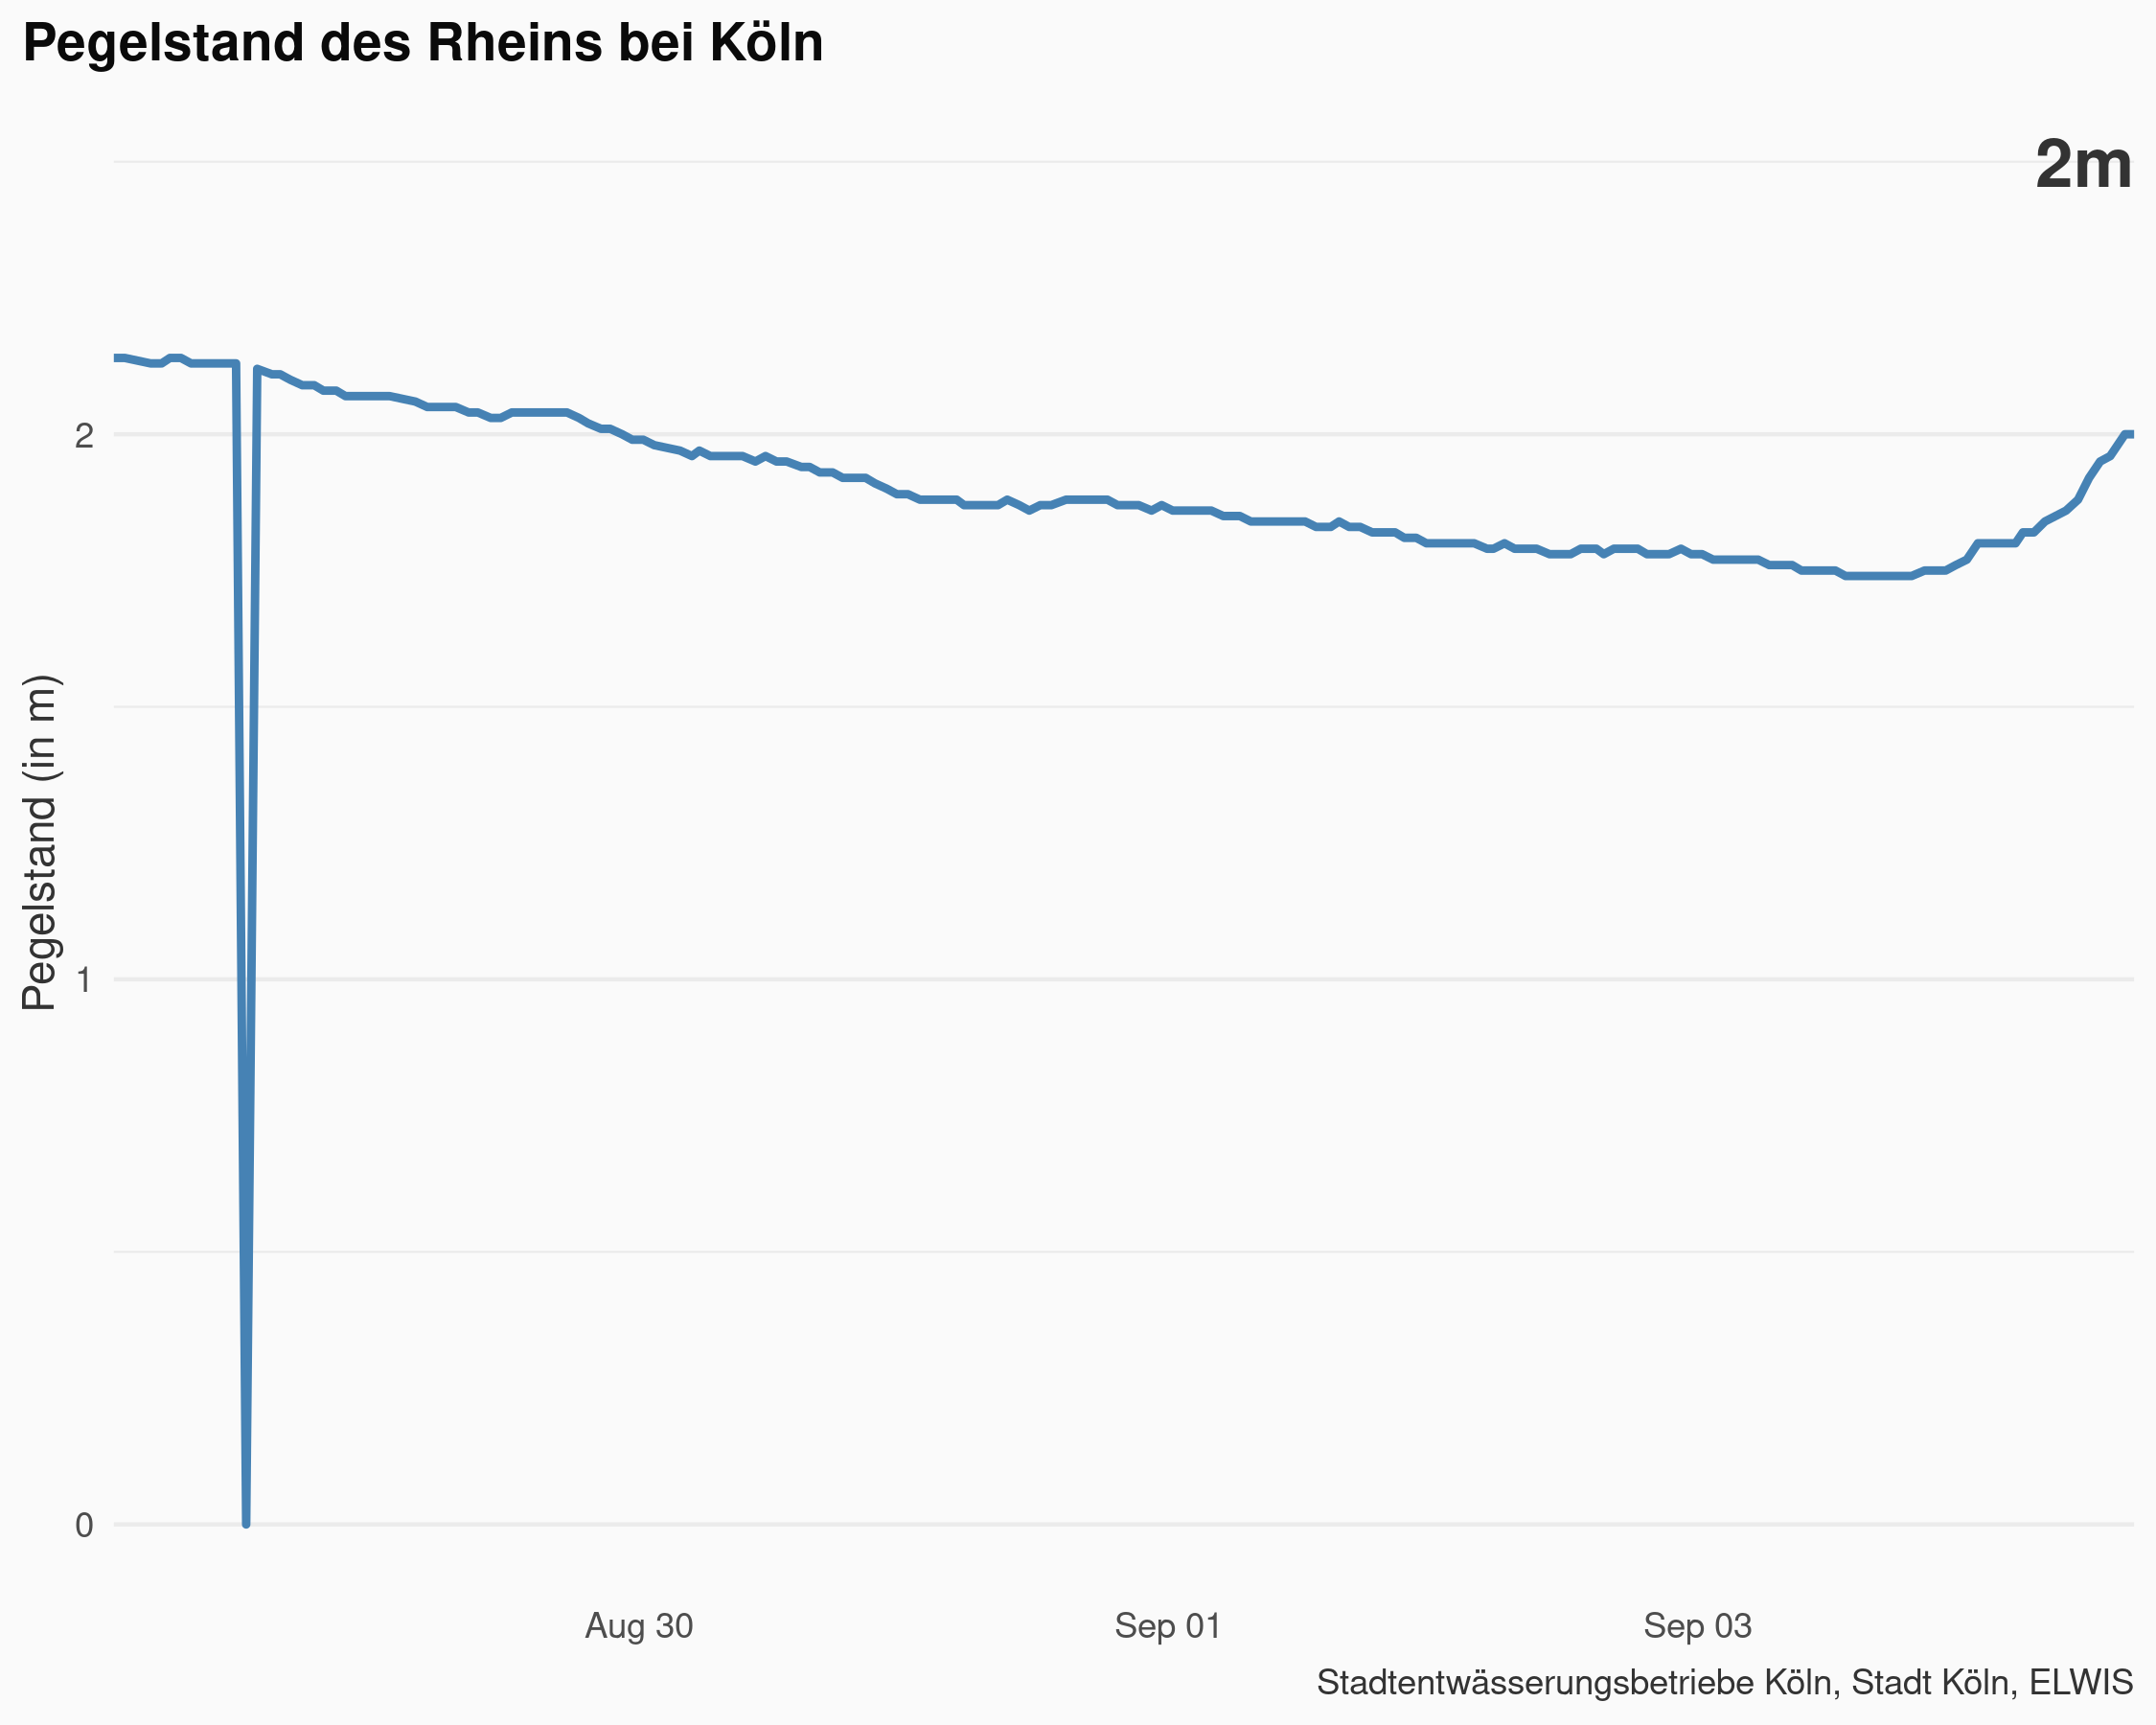 Pegelstand des Rheins bei Köln
2m
Pegelstand (in m)
2
1
0
Aug 30
Sep 01
Sep 03
Stadtentwässerungsbetriebe Köln, Stadt Köln, ELWIS